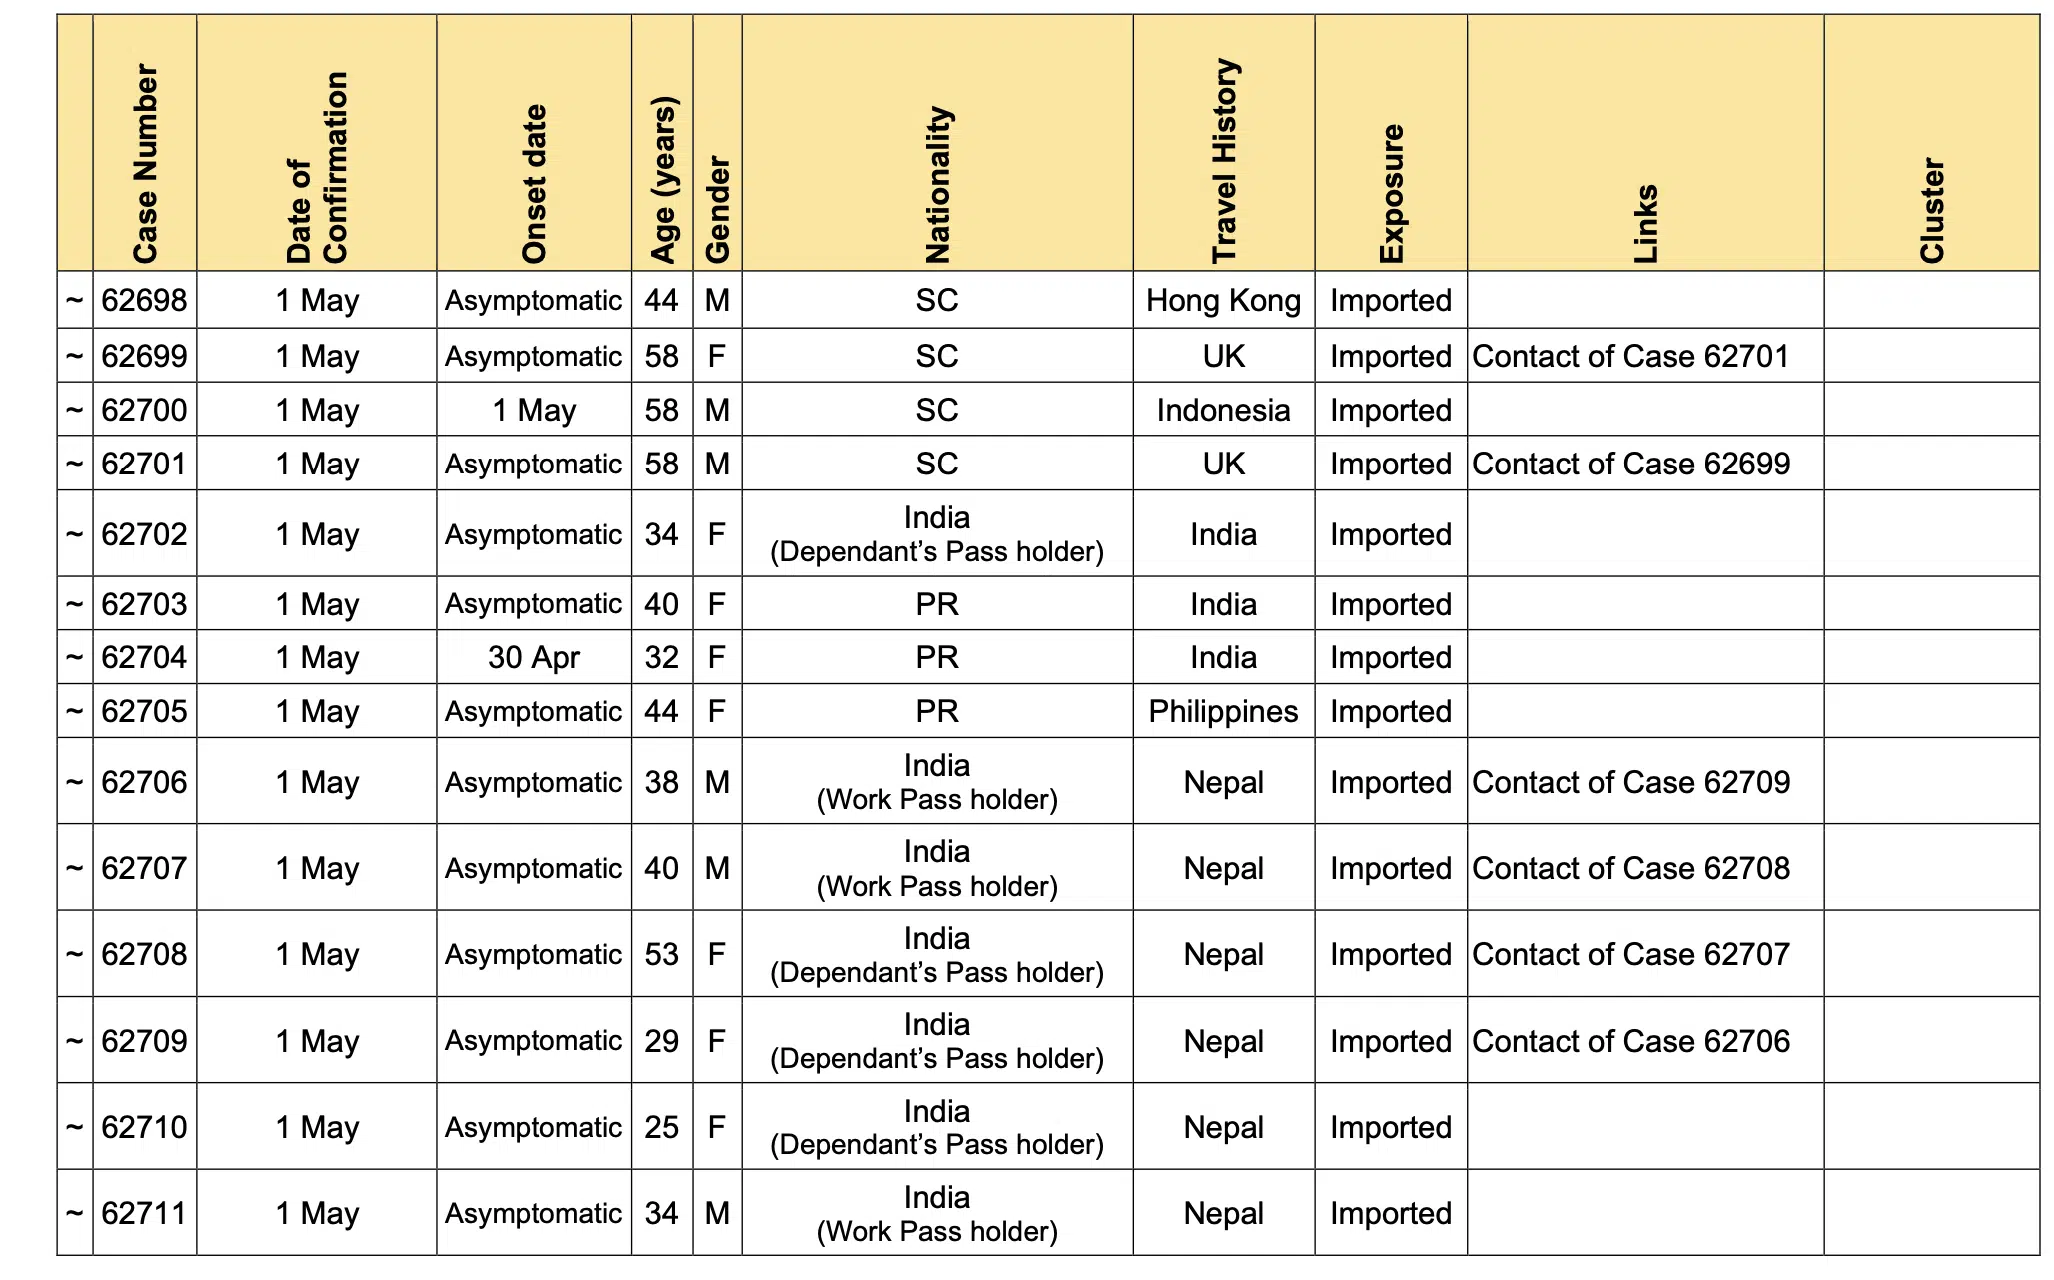 Case Number Date of Confirmation Onset date Age (years) Gender Nationality Travel History Exposure Links Cluster
~ 62698 1 May Asymptomatic 44 M SC Hong Kong Imported
~ 62699 1 May Asymptomatic 58 F SC UK Imported Contact of Case 62701
~ 62700 1 May 1 May 58 M SC Indonesia Imported
~ 62701 1 May Asymptomatic 58 M SC UK Imported Contact of Case 62699
~ 62702 1 May Asymptomatic 34 F India (Dependant’s Pass holder) India Imported
~ 62703 1 May Asymptomatic 40 F PR India Imported
~ 62704 1 May 30 Apr 32 F PR India Imported
~ 62705 1 May Asymptomatic 44 F PR Philippines Imported
~ 62706 1 May Asymptomatic 38 M India (Work Pass holder) Nepal Imported Contact of Case 62709
~ 62707 1 May Asymptomatic 40 M India (Work Pass holder) Nepal Imported Contact of Case 62708
~ 62708 1 May Asymptomatic 53 F India (Dependant’s Pass holder) Nepal Imported Contact of Case 62707
~ 62709 1 May Asymptomatic 29 F India (Dependant’s Pass holder) Nepal Imported Contact of Case 62706
~ 62710 1 May Asymptomatic 25 F India (Dependant’s Pass holder) Nepal Imported
~ 62711 1 May Asymptomatic 34 M India (Work Pass holder) Nepal Imported